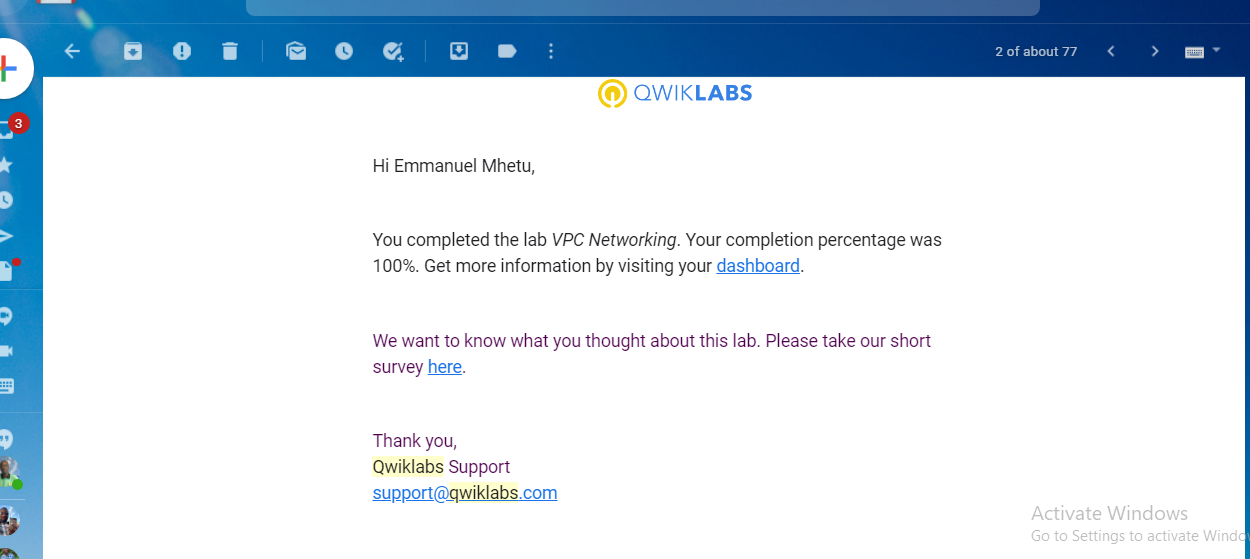 2 of about 77
3
QWIKLABS
Hi Emmanuel Mhetu,
You completed the lab VPC Networking. Your completion percentage was
100%. Get more information by visiting your dashboard.
We want to know what you thought about this lab. Please take our short
survey here.
Thank you,
Qwiklabs Support
support@qwiklabs.com
Activate Windows
Go to Settings to activate Windo